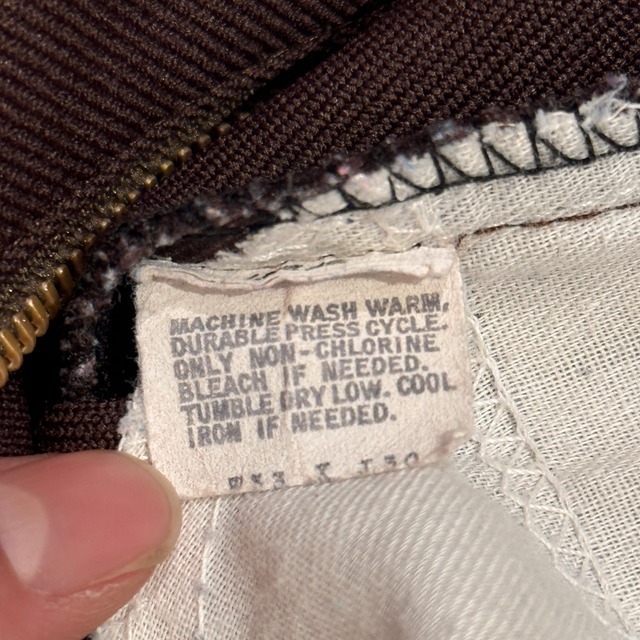 MACHINE WASH WARM,
DURABLE PRESS CYCLE.
ONLY NON-CHLORINE
BLEACH IF NEEDED.
TUMBLE DRY LOW. COOL
IRON IF NEEDED.